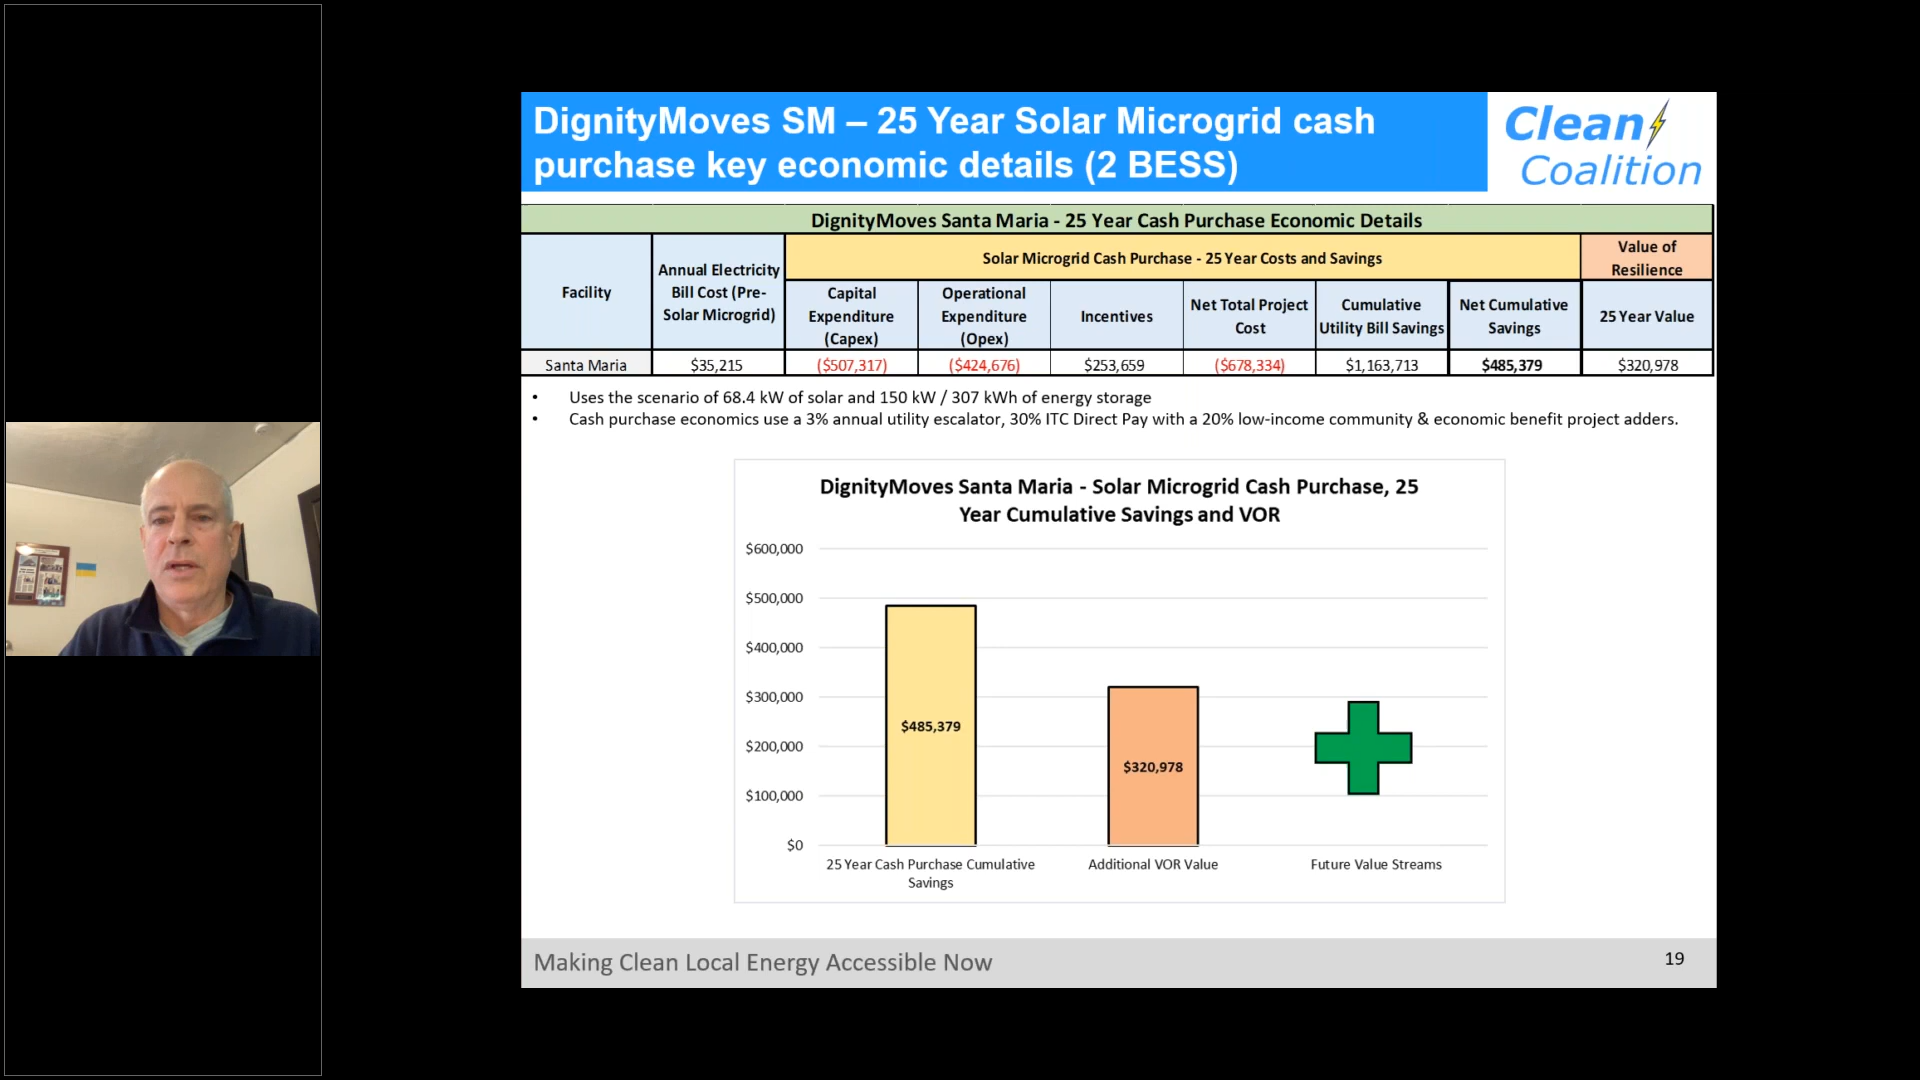 DignityMoves SM – 25 Year Solar Microgrid cash
purchase key economic details (2 BESS)
Clean
Coalition
DignityMoves Santa Maria - 25 Year Cash Purchase Economic Details
Facility
Annual Electricity
Bill Cost (Pre-
Solar Microgrid)
Solar Microgrid Cash Purchase - 25 Year Costs and Savings
Value of
Resilience
Capital
Expenditure
(Capex)
Operational
Expenditure
(Opex)
Incentives
Net Total Project
Cost
Cumulative
Utility Bill Savings
Net Cumulative
Savings
25 Year Value
Santa Maria
$35,215
($507,317)
($424,676)
$253,659
($678,334)
$1,163,713
$485,379
$320,978
• Uses the scenario of 68.4 kW of solar and 150 kW / 307 kWh of energy storage
• Cash purchase economics use a 3% annual utility escalator, 30% ITC Direct Pay with a 20% low-income community & economic benefit project adders.
DignityMoves Santa Maria - Solar Microgrid Cash Purchase, 25
Year Cumulative Savings and VOR
$600,000
$500,000
$400,000
$300,000
$200,000
$100,000
$0
$485,379
$320,978
25 Year Cash Purchase Cumulative
Savings
Additional VOR Value
Future Value Streams
Making Clean Local Energy Accessible Now
19